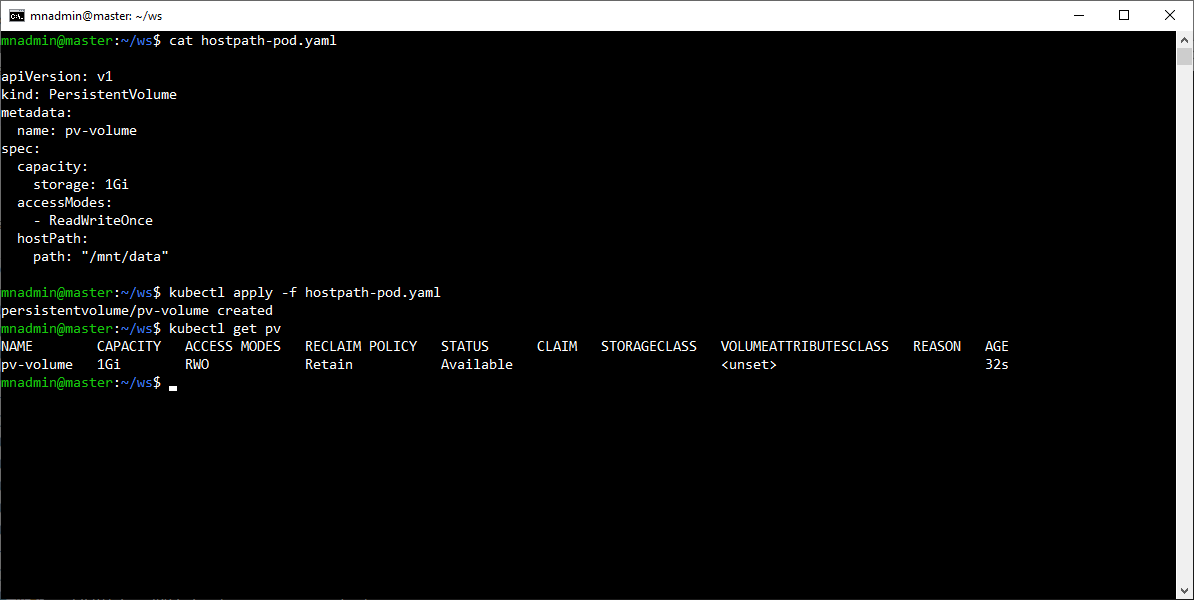 mnadmin@master: ~/ws
mnadmin@master:~/ws$ cat hostpath-pod.yaml
apiVersion: v1
kind: PersistentVolume
metadata:
  name: pv-volume
spec:
  capacity:
    storage: 1Gi
  accessModes:
    - ReadWriteOnce
  hostPath:
    path: "/mnt/data"
mnadmin@master:~/ws$ kubectl apply -f hostpath-pod.yaml
persistentvolume/pv-volume created
mnadmin@master:~/ws$ kubectl get pv
NAME        CAPACITY   ACCESS MODES   RECLAIM POLICY   STATUS      CLAIM   STORAGECLASS   VOLUMEATTRIBUTESCLASS   REASON   AGE
pv-volume   1Gi        RWO            Retain           Available                          <unset>                          32s
mnadmin@master:~/ws$